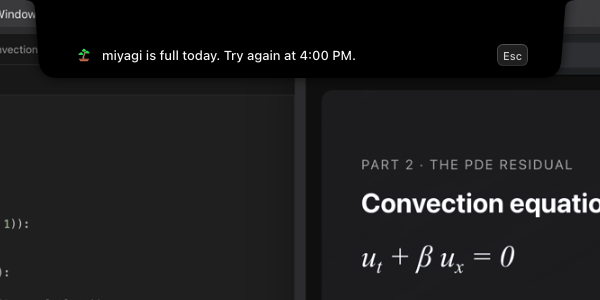 Window
miyagi is full today. Try again at 4:00 PM.
Esc
PART 2 · THE PDE RESIDUAL
Convection equatio
1)):
u_t + β u_x = 0
):